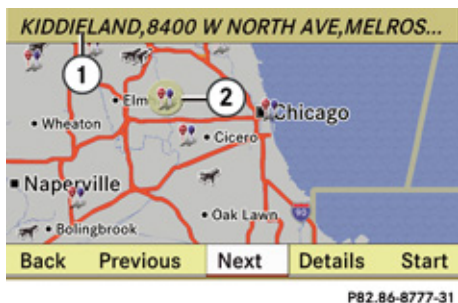 KIDDIELAND,8400 W NORTH AVE,MELROS...
1
Elm
2
Chicago
Wheaton
Cicero
Naperville
Oak Lawn
90
Bolingbrook
Back Previous Next Details Start
P82.86-8777-31